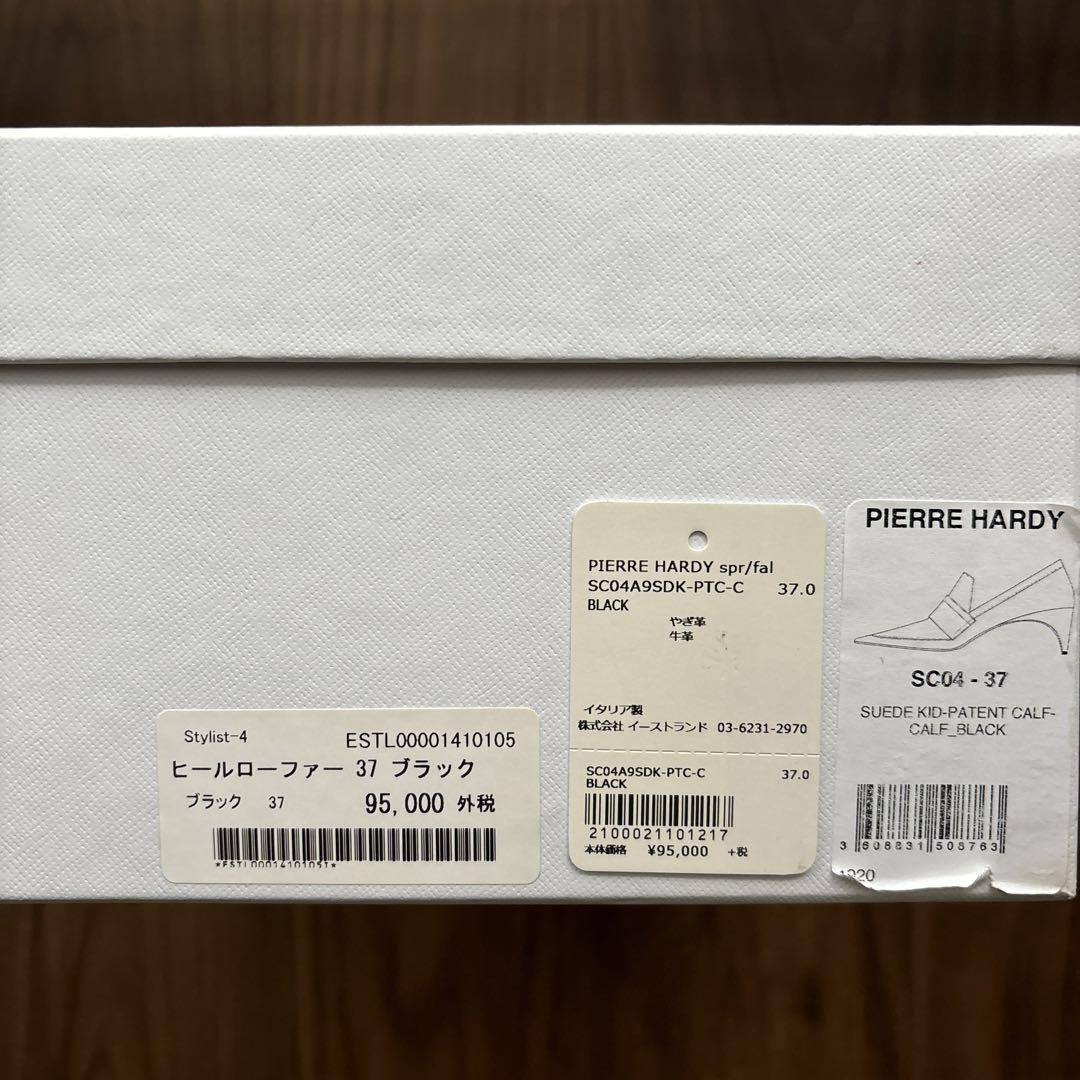 Stylist-4
ESTL00001410105
ヒールローファー 37 ブラック
ブラック 37 95,000 外税
PIERRE HARDY spr/fal
SC04A9SDK-PTC-C 37.0
BLACK
やぎ革
牛革
イタリア製
株式会社 イーストランド 03-6231-2970
SC04A9SDK-PTC-C 37.0
BLACK
2100021101217
本体価格 ¥95,000 +税
PIERRE HARDY
SC04 - 37
SUEDE KID-PATENT CALF-
CALF_BLACK
3 608831 508763